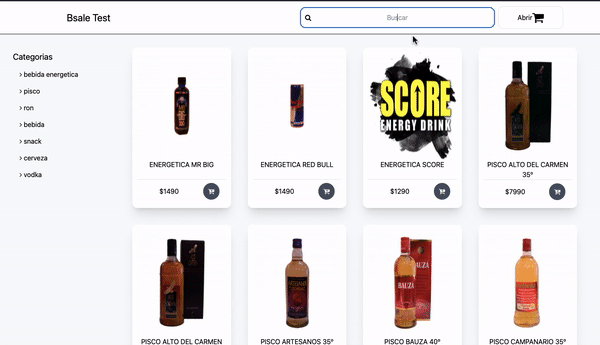 Bsale Test
Buscar
Abrir
Categorias
bebida energetica
pisco
ron
bebida
snack
cerveza
vodka
SCORE
ENERGY DRINK
ENERGETICA MR BIG
ENERGETICA RED BULL
ENERGETICA SCORE
PISCO ALTO DEL CARMEN
35º
$1490
$1490
$1290
$7990
BAUZA
BAUZA
PISCO ALTO DEL CARMEN
PISCO ARTESANOS 35º
PISCO BAUZA 40º
PISCO CAMPANARIO 35º